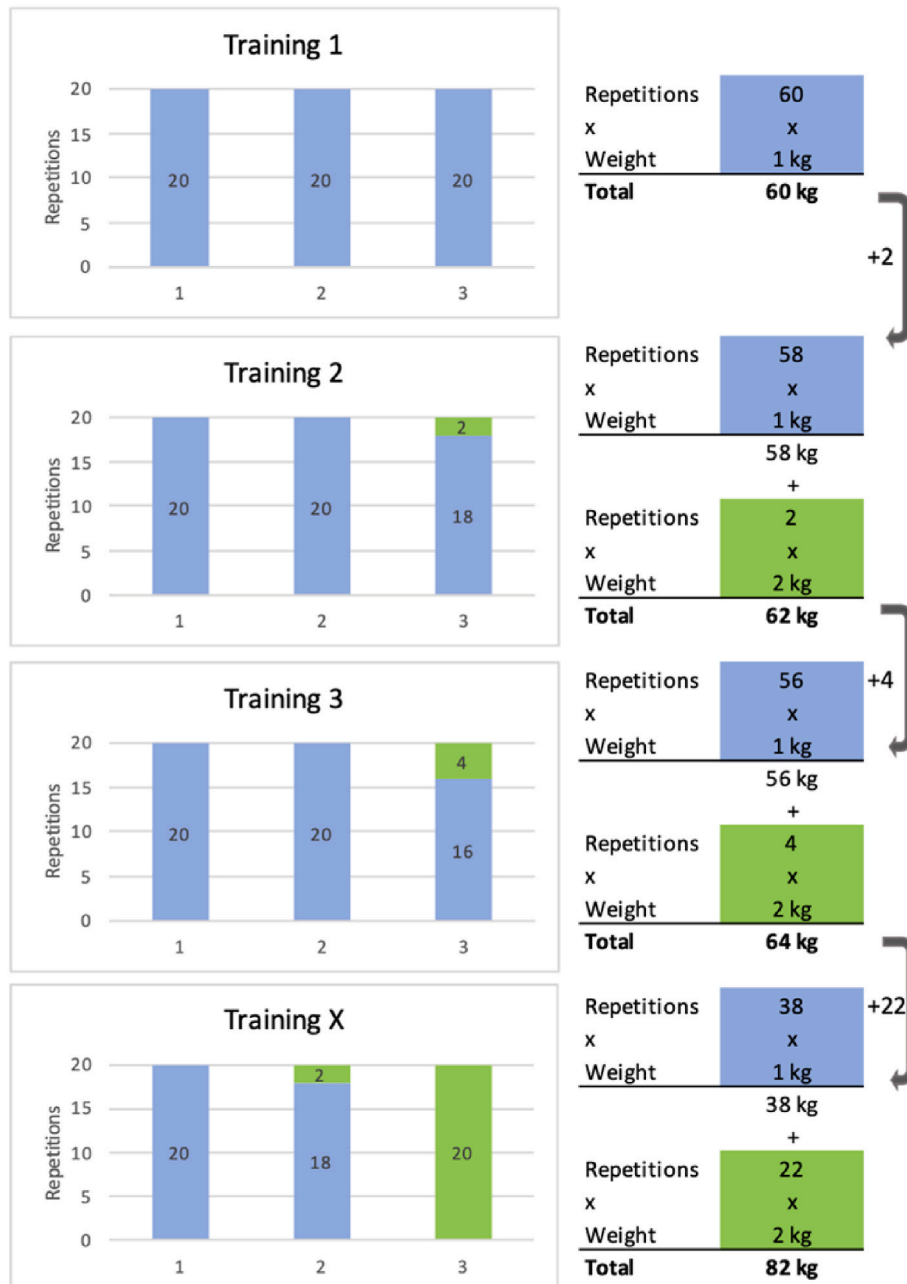 Training 1
Repetitions
20
15
10
5
0
20 20 20
1 2 3
Repetitions 60
x x
Weight 1 kg
Total 60 kg
+2
Training 2
Repetitions
20
15
10
5
0
2
20 20 18
1 2 3
Repetitions 58
x x
Weight 1 kg
58 kg
+
Repetitions 2
x x
Weight 2 kg
Total 62 kg
+4
Training 3
Repetitions
20
15
10
5
0
4
20 20 16
1 2 3
Repetitions 56
x x
Weight 1 kg
56 kg
+
Repetitions 4
x x
Weight 2 kg
Total 64 kg
+22
Training X
Repetitions
20
15
10
5
0
2
20 18 20
1 2 3
Repetitions 38
x x
Weight 1 kg
38 kg
+
Repetitions 22
x x
Weight 2 kg
Total 82 kg